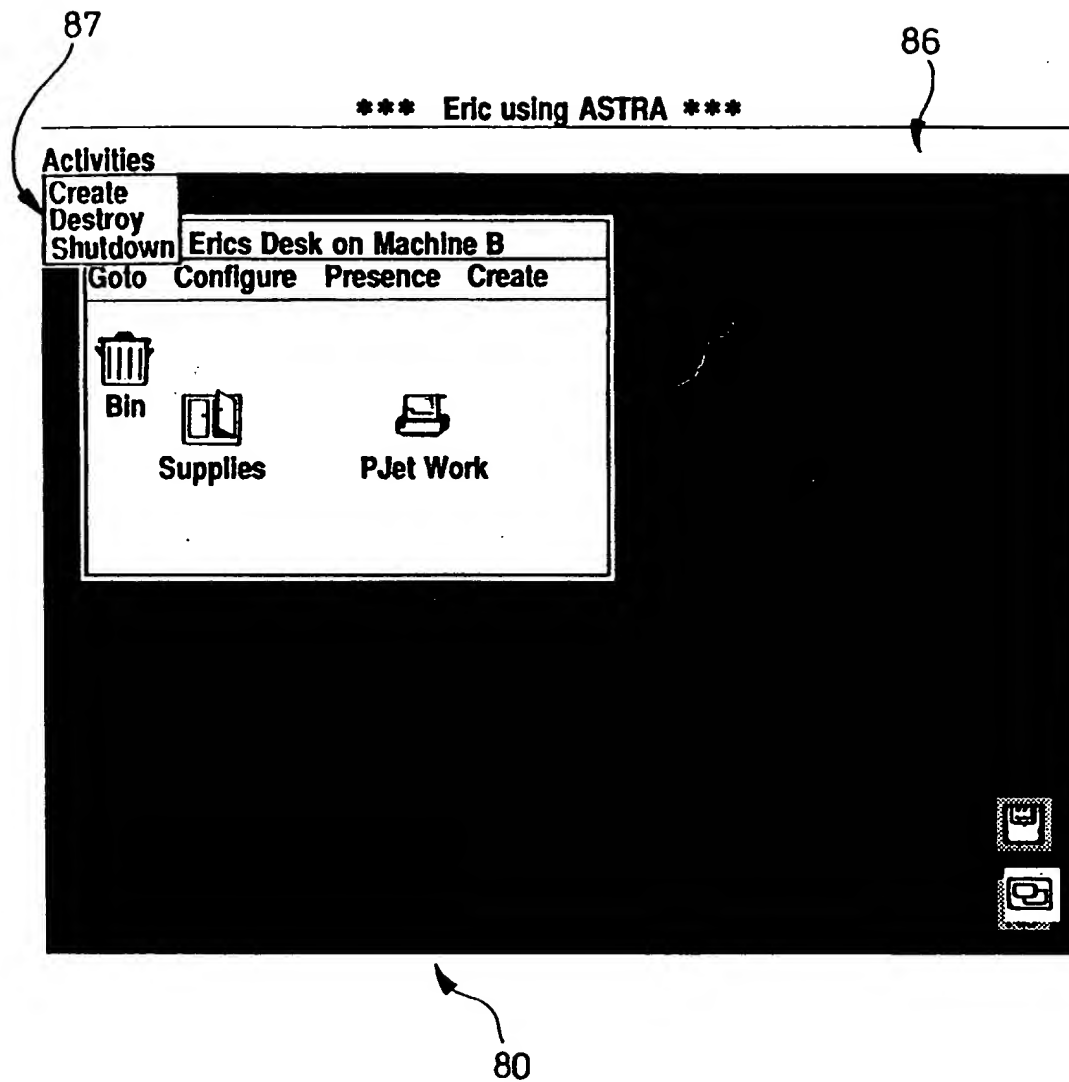 87
86
*** Eric using ASTRA ***
Activities
Create
Destroy
Shutdown
Erics Desk on Machine B
Goto Configure Presence Create
Bin
Supplies
PJet Work
80